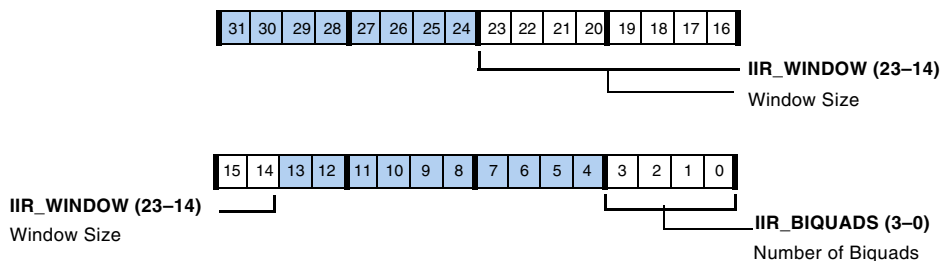 31 30 29 28 27 26 25 24 23 22 21 20 19 18 17 16
IIR_WINDOW (23–14)
Window Size
15 14 13 12 11 10 9 8 7 6 5 4 3 2 1 0
IIR_WINDOW (23–14)
Window Size
IIR_BIQUADS (3–0)
Number of Biquads